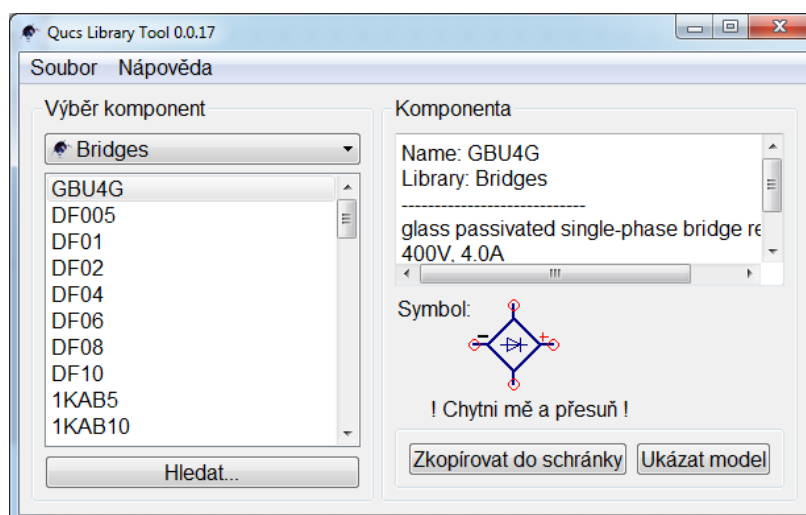 Qucs Library Tool 0.0.17
Soubor Nápověda
Výběr komponent
Bridges
GBU4G
DF005
DF01
DF02
DF04
DF06
DF08
DF10
1KAB5
1KAB10
Hledat...
Komponenta
Name: GBU4G
Library: Bridges
----------------------------
glass passivated single-phase bridge re
400V, 4.0A
Symbol:
! Chytni mě a přesuň !
Zkopírovat do schránky Ukázat model